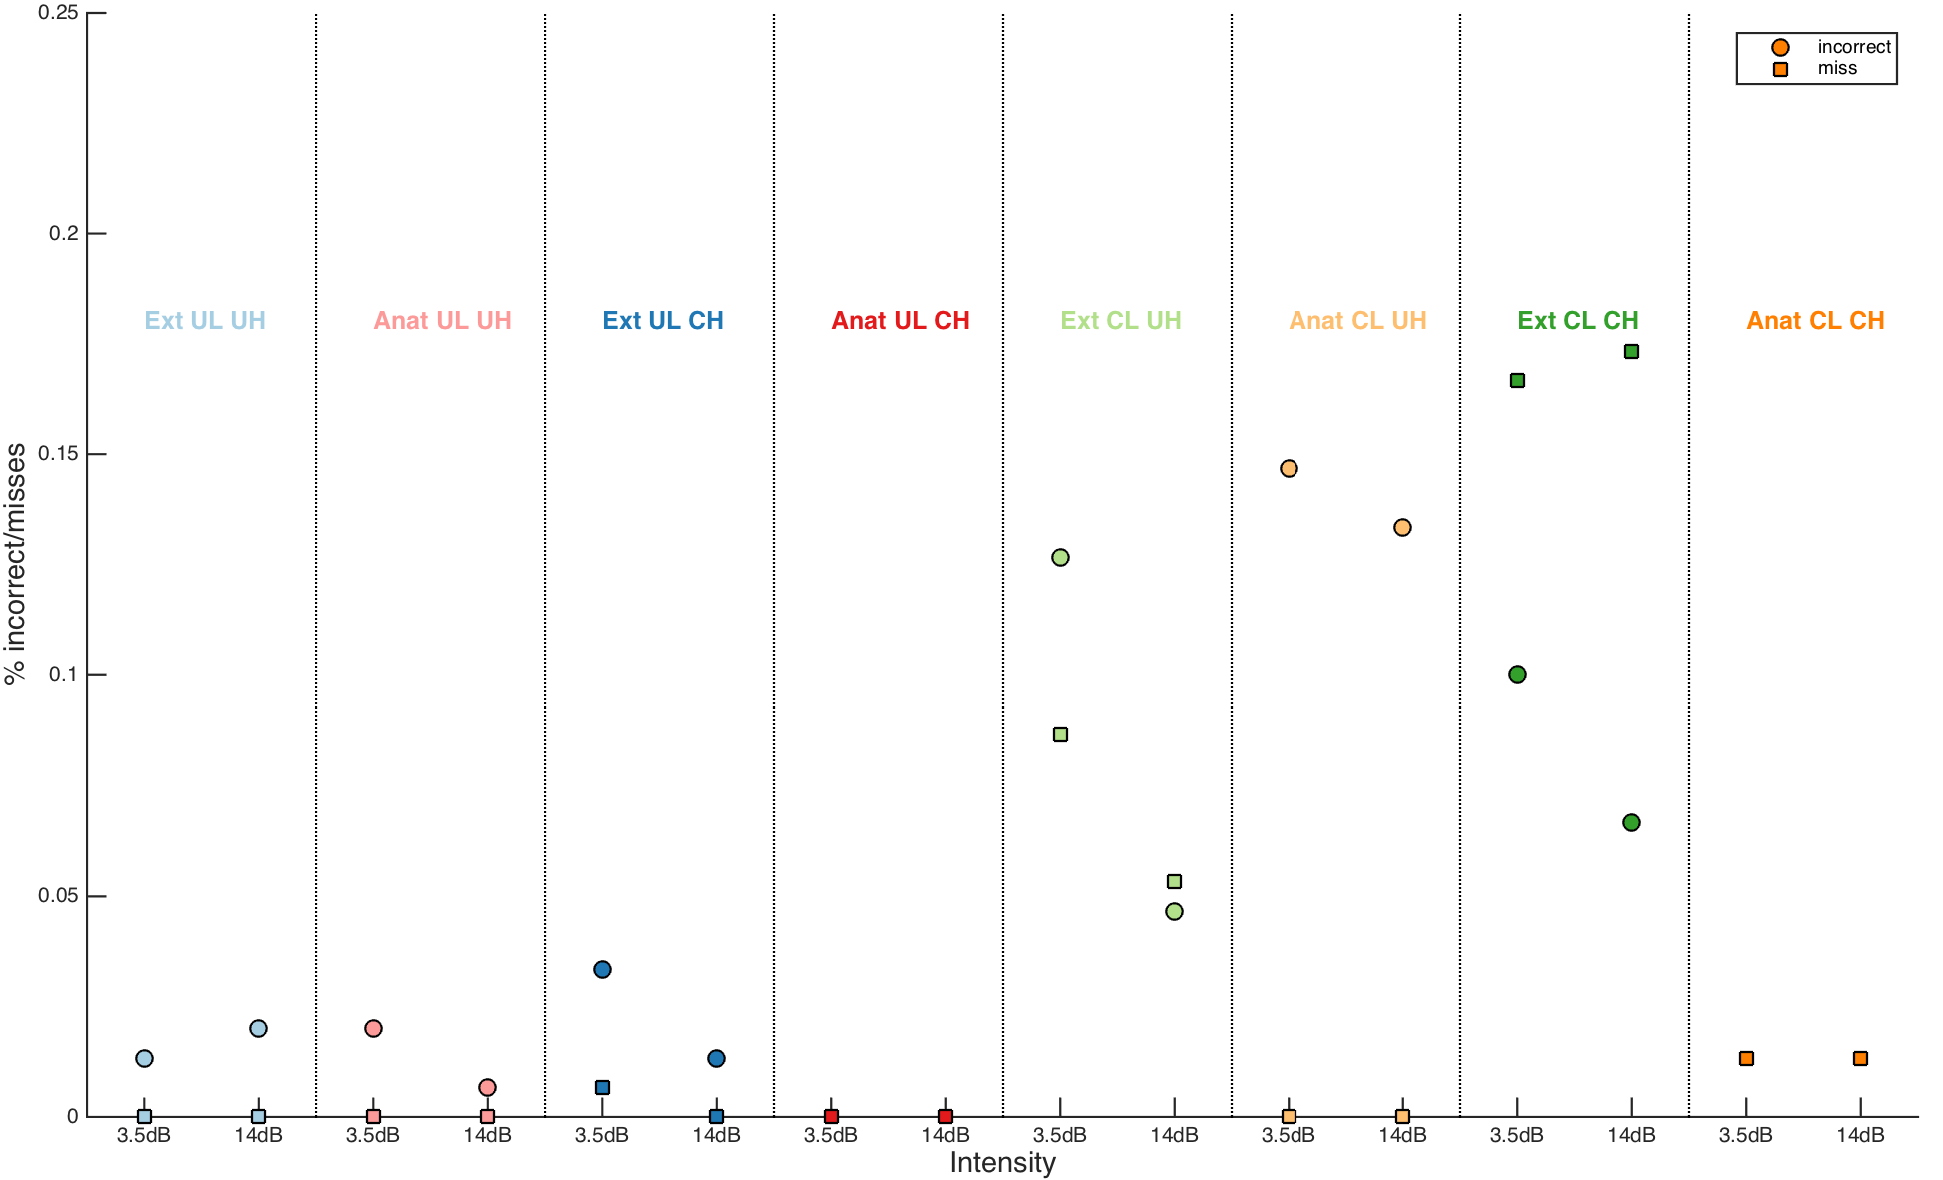 0.25
incorrect
miss
0.2
Ext UL UH
Anat UL UH
Ext UL CH
Anat UL CH
Ext CL UH
Anat CL UH
Ext CL CH
Anat CL CH
0.15
% incorrect/misses
0.1
0.05
0
3.5dB 14dB 3.5dB 14dB 3.5dB 14dB 3.5dB 14dB 3.5dB 14dB 3.5dB 14dB 3.5dB 14dB 3.5dB 14dB
Intensity